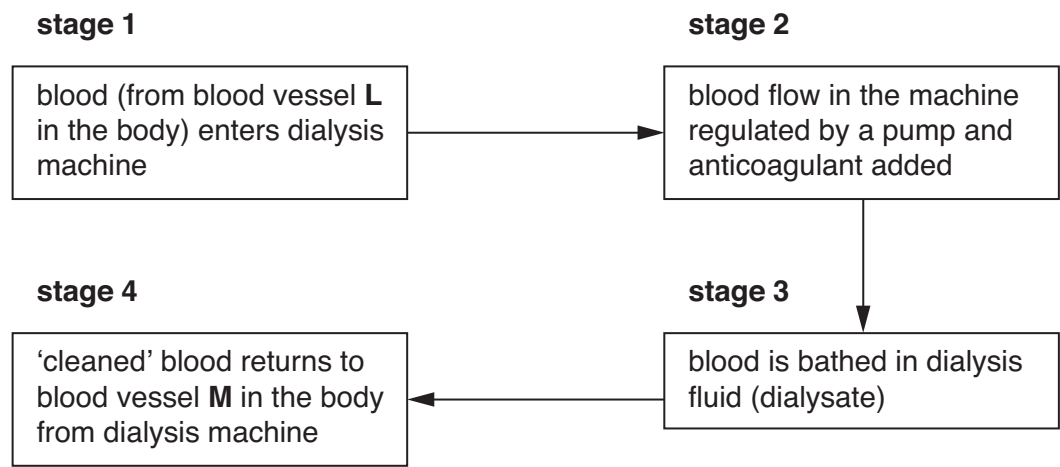 stage 1
blood (from blood vessel L
in the body) enters dialysis
machine
stage 2
blood flow in the machine
regulated by a pump and
anticoagulant added
stage 3
blood is bathed in dialysis
fluid (dialysate)
stage 4
‘cleaned’ blood returns to
blood vessel M in the body
from dialysis machine